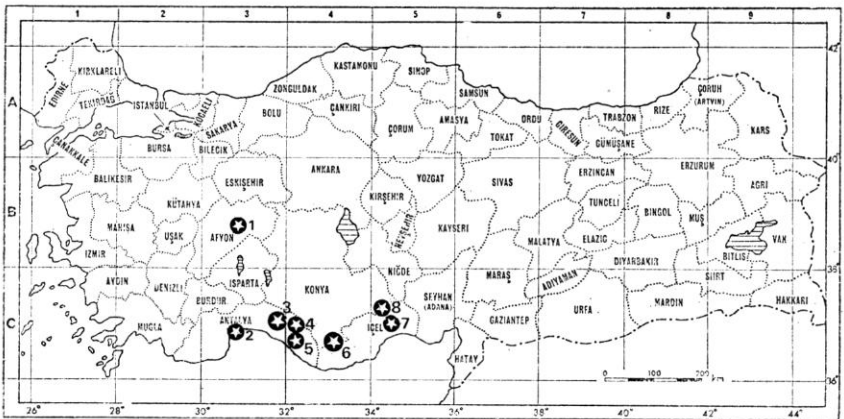 1 2 3 4 5 6 7 8 9
42°
KASTAMONU SİNOP
KIRKLARELİ ZONGULDAK SAMSUN ÇORUH
EDİRNE (ARTVİN)
A TEKİRDAĞ İSTANBUL KOCAELİ BOLU ÇANKIRI AMASYA ORDU GİRESUN TRABZON RİZE KARS A
SAKARYA ÇORUM TOKAT GÜMÜŞANE
ÇANAKKALE BURSA BİLECİK 40°
ANKARA ERZURUM
BALIKESİR ESKİŞEHİR YOZGAT SİVAS ERZİNCAN AGRI
KÜTAHYA KIRŞEHİR TUNCELİ
B MANİSA UŞAK AFYON 1 NEVŞEHİR KAYSERİ MALATYA ELAZIG BİNGOL MUŞ VAN B
İZMİR DİYARBAKIR BİTLİS
AYDIN DENİZLİ ISPARTA KONYA NİĞDE MARAŞ ADIYAMAN SİİRT
BURDUR SEYHAN (ADANA) MARDİN HAKKARİ
C MUGLA ANTALYA 2 3 4 5 6 İÇEL 7 8 GAZİANTEP URFA C
HATAY
0 100 200
36°
26° 28° 30° 32° 34° 36° 38° 40° 42° 44°